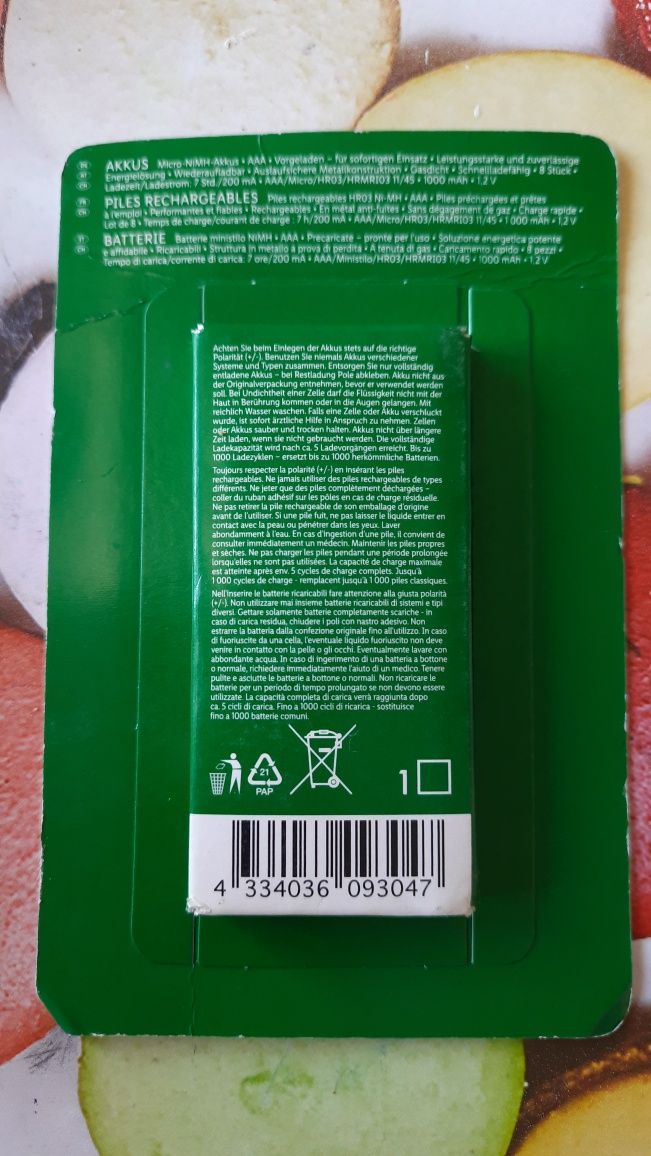 DE AKKUS Micro-NiMH-Akkus • AAA • Vorgeladen – für sofortigen Einsatz • Leistungsstarke und zuverlässige
AT Energielösung • Wiederaufladbar • Auslaufsichere Metallkonstruktion • Gasdicht • Schnellladefähig • 8 Stück •
CH Ladezeit/Ladestrom: 7 Std./200 mA • AAA/Micro/HR03/HRMRI03 11/45 • 1000 mAh • 1,2 V
FR PILES RECHARGEABLES Piles rechargeables HR03 Ni-MH • AAA • Piles préchargées et prêtes
CH à l'emploi • Performantes et fiables • Rechargeables • En métal anti-fuites • Sans dégagement de gaz • Charge rapide •
Lot de 8 • Temps de charge/courant de charge : 7 h/200 mA • AAA/Micro/HR03/HRMRI03 11/45 • 1 000 mAh • 1,2 V
IT BATTERIE Batterie ministilo NiMH • AAA • Precaricate – pronte per l'uso • Soluzione energetica potente
CH e affidabile • Ricaricabili • Struttura in metallo a prova di perdita • A tenuta di gas • Caricamento rapido • 8 pezzi •
Tempo di carica/corrente di carica: 7 ore/200 mA • AAA/Ministilo/HR03/HRMRI03 11/45 • 1000 mAh • 1,2 V
Achten Sie beim Einlegen der Akkus stets auf die richtige
Polarität (+/-). Benutzen Sie niemals Akkus verschiedener
Systeme und Typen zusammen. Entsorgen Sie nur vollständig
entladene Akkus – bei Restladung Pole abkleben. Akku nicht aus
der Originalverpackung entnehmen, bevor er verwendet werden
soll. Bei Undichtheit einer Zelle darf die Flüssigkeit nicht mit der
Haut in Berührung kommen oder in die Augen gelangen. Mit
reichlich Wasser waschen. Falls eine Zelle oder Akku verschluckt
wurde, ist sofort ärztliche Hilfe in Anspruch zu nehmen. Zellen
oder Akkus sauber und trocken halten. Akkus nicht über längere
Zeit laden, wenn sie nicht gebraucht werden. Die vollständige
Ladekapazität wird nach ca. 5 Ladevorgängen erreicht. Bis zu
1000 Ladezyklen – ersetzt bis zu 1000 herkömmliche Batterien.
Toujours respecter la polarité (+/-) en insérant les piles
rechargeables. Ne jamais utiliser des piles rechargeables de types
différents. Ne jeter que des piles complètement déchargées –
coller du ruban adhésif sur les pôles en cas de charge résiduelle.
Ne pas retirer la pile rechargeable de son emballage d'origine
avant de l'utiliser. Si une pile fuit, ne pas laisser le liquide entrer en
contact avec la peau ou pénétrer dans les yeux. Laver
abondamment à l'eau. En cas d'ingestion d'une pile, il convient de
consulter immédiatement un médecin. Maintenir les piles propres
et sèches. Ne pas charger les piles pendant une période prolongée
lorsqu'elles ne sont pas utilisées. La capacité de charge maximale
est atteinte après env. 5 cycles de charge complets. Jusqu'à
1 000 cycles de charge - remplacent jusqu'à 1 000 piles classiques.
Nell'inserire le batterie ricaricabili fare attenzione alla giusta polarità
(+/-). Non utilizzare mai insieme batterie ricaricabili di sistemi e tipi
diversi. Gettare solamente batterie completamente scariche - in
caso di carica residua, chiudere i poli con nastro adesivo. Non
estrarre la batteria dalla confezione originale fino all'utilizzo. In caso
di fuoriuscite da una cella, l'eventuale liquido fuoriuscito non deve
venire in contatto con la pelle o gli occhi. Eventualmente lavare con
abbondante acqua. In caso di ingerimento di una batteria a bottone
o normale, richiedere immediatamente l'aiuto di un medico. Tenere
pulite e asciutte le batterie a bottone o normali. Non ricaricare le
batterie per un periodo di tempo prolungato se non devono essere
utilizzate. La capacità completa di carica verrà raggiunta dopo
ca. 5 cicli di carica. Fino a 1000 cicli di ricarica - sostituisce
fino a 1000 batterie comuni.
21
PAP
1
4 334036 093047